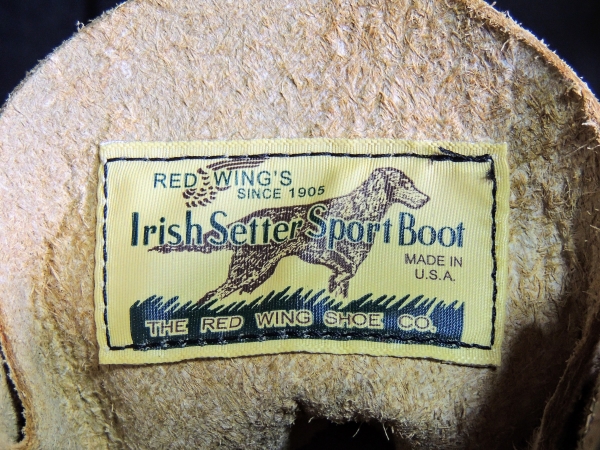 RED WING'S
SINCE 1905
Irish Setter Sport Boot
MADE IN
U.S.A.
THE RED WING SHOE CO.